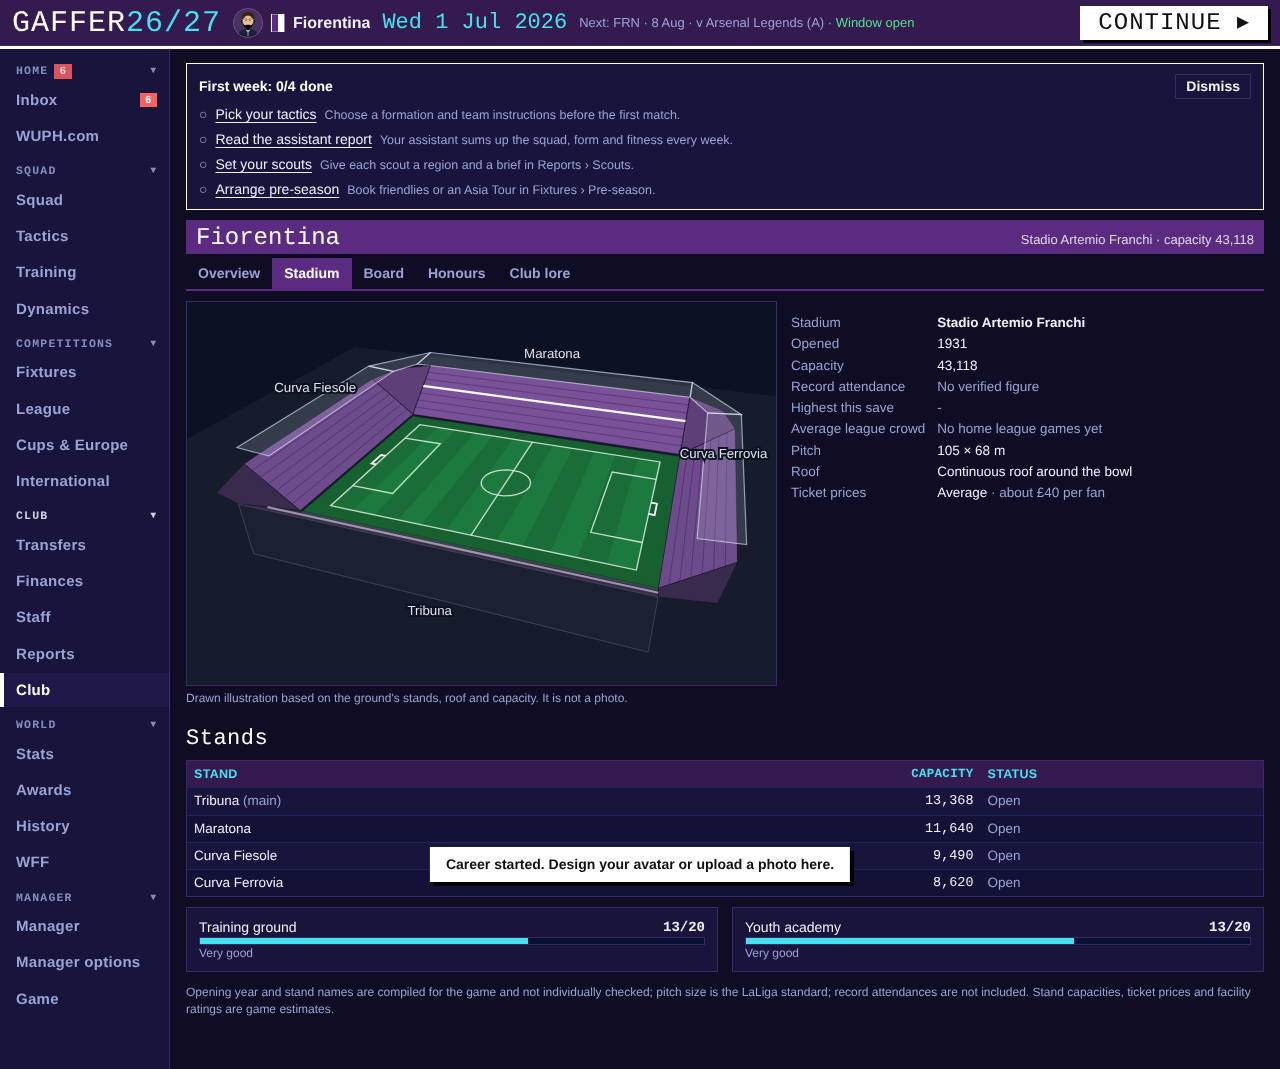 GAFFER26/27 Fiorentina Wed 1 Jul 2026 Next: FRN · 8 Aug · v Arsenal Legends (A) · Window open CONTINUE ►
HOME 6 ▼
Inbox 6
WUPH.com
SQUAD ▼
Squad
Tactics
Training
Dynamics
COMPETITIONS ▼
Fixtures
League
Cups & Europe
International
CLUB ▼
Transfers
Finances
Staff
Reports
Club
WORLD ▼
Stats
Awards
History
WFF
MANAGER ▼
Manager
Manager options
Game
First week: 0/4 done Dismiss
○ Pick your tactics Choose a formation and team instructions before the first match.
○ Read the assistant report Your assistant sums up the squad, form and fitness every week.
○ Set your scouts Give each scout a region and a brief in Reports › Scouts.
○ Arrange pre-season Book friendlies or an Asia Tour in Fixtures › Pre-season.
Fiorentina Stadio Artemio Franchi · capacity 43,118
Overview Stadium Board Honours Club lore
Maratona
Curva Fiesole
Curva Ferrovia
Tribuna
Stadium Stadio Artemio Franchi
Opened 1931
Capacity 43,118
Record attendance No verified figure
Highest this save -
Average league crowd No home league games yet
Pitch 105 × 68 m
Roof Continuous roof around the bowl
Ticket prices Average · about £40 per fan
Drawn illustration based on the ground's stands, roof and capacity. It is not a photo.
Stands
STAND CAPACITY STATUS
Tribuna (main) 13,368 Open
Maratona 11,640 Open
Curva Fiesole 9,490 Open
Curva Ferrovia 8,620 Open
Career started. Design your avatar or upload a photo here.
Training ground 13/20
Very good
Youth academy 13/20
Very good
Opening year and stand names are compiled for the game and not individually checked; pitch size is the LaLiga standard; record attendances are not included. Stand capacities, ticket prices and facility
ratings are game estimates.